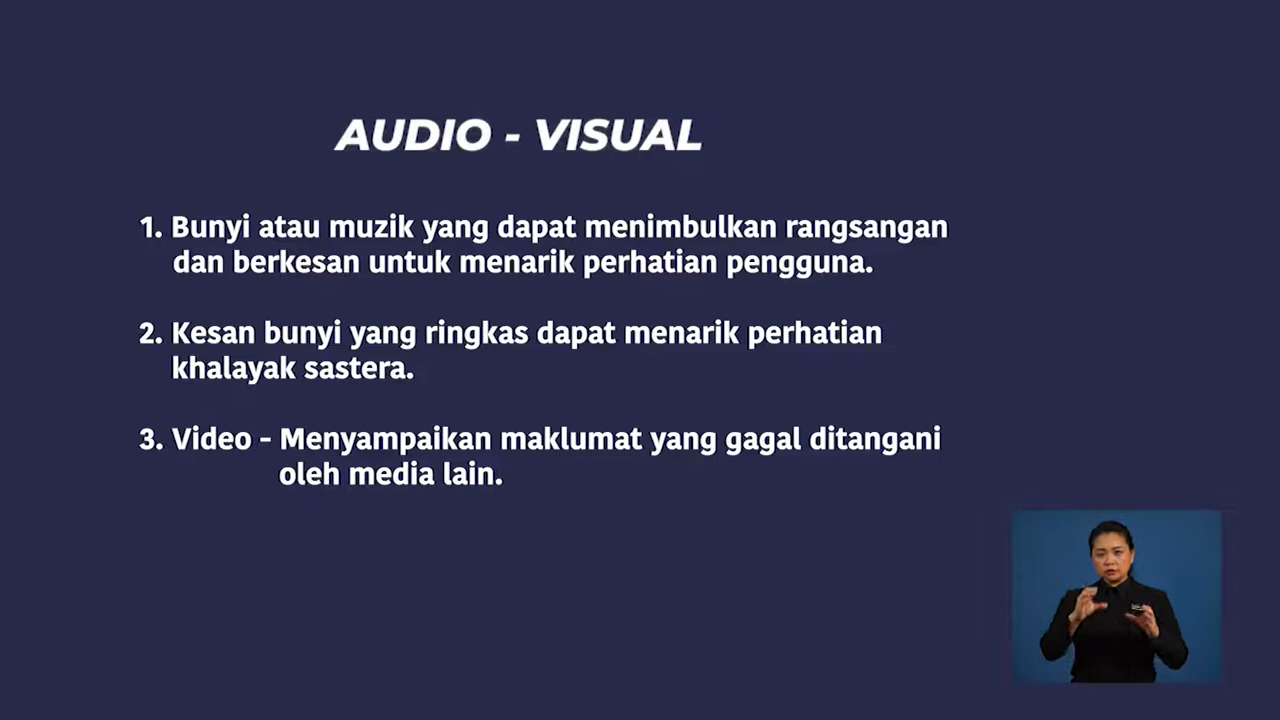 AUDIO - VISUAL
1. Bunyi atau muzik yang dapat menimbulkan rangsangan
dan berkesan untuk menarik perhatian pengguna.
2. Kesan bunyi yang ringkas dapat menarik perhatian
khalayak sastera.
3. Video - Menyampaikan maklumat yang gagal ditangani
oleh media lain.